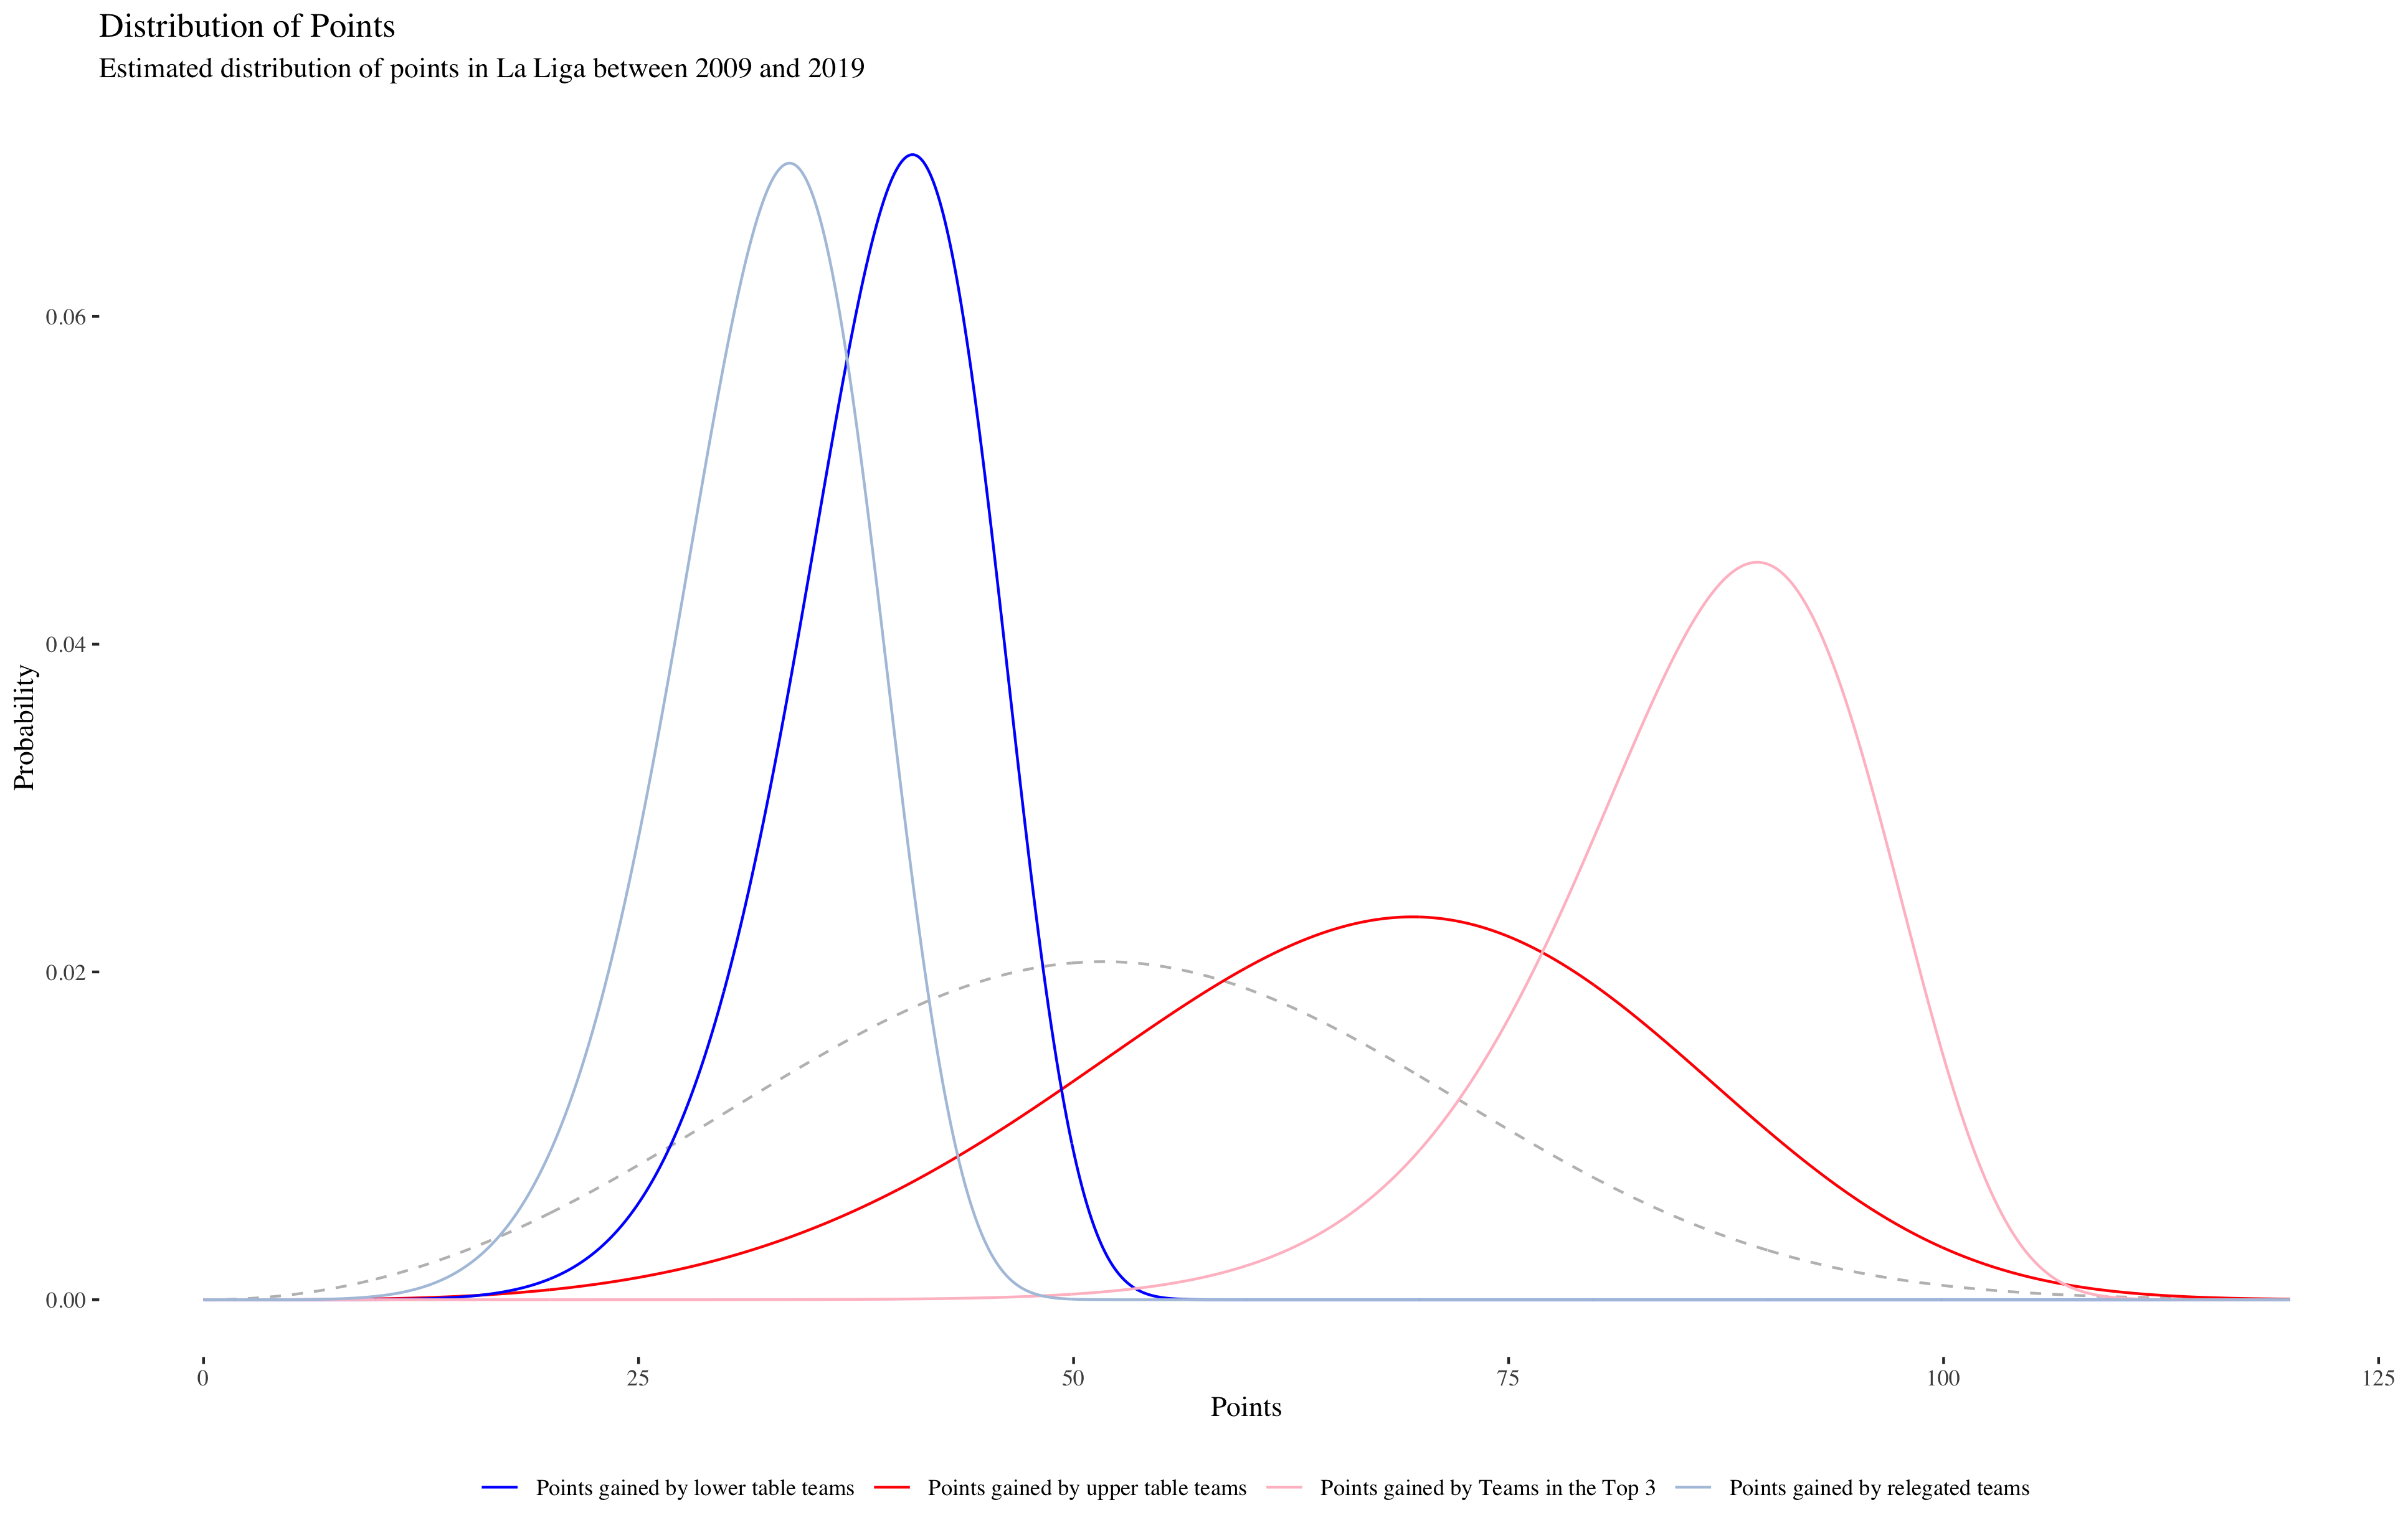 Distribution of Points
Estimated distribution of points in La Liga between 2009 and 2019
Probability
0.06
0.04
0.02
0.00
0 25 50 75 100 125
Points
Points gained by lower table teams Points gained by upper table teams Points gained by Teams in the Top 3 Points gained by relegated teams